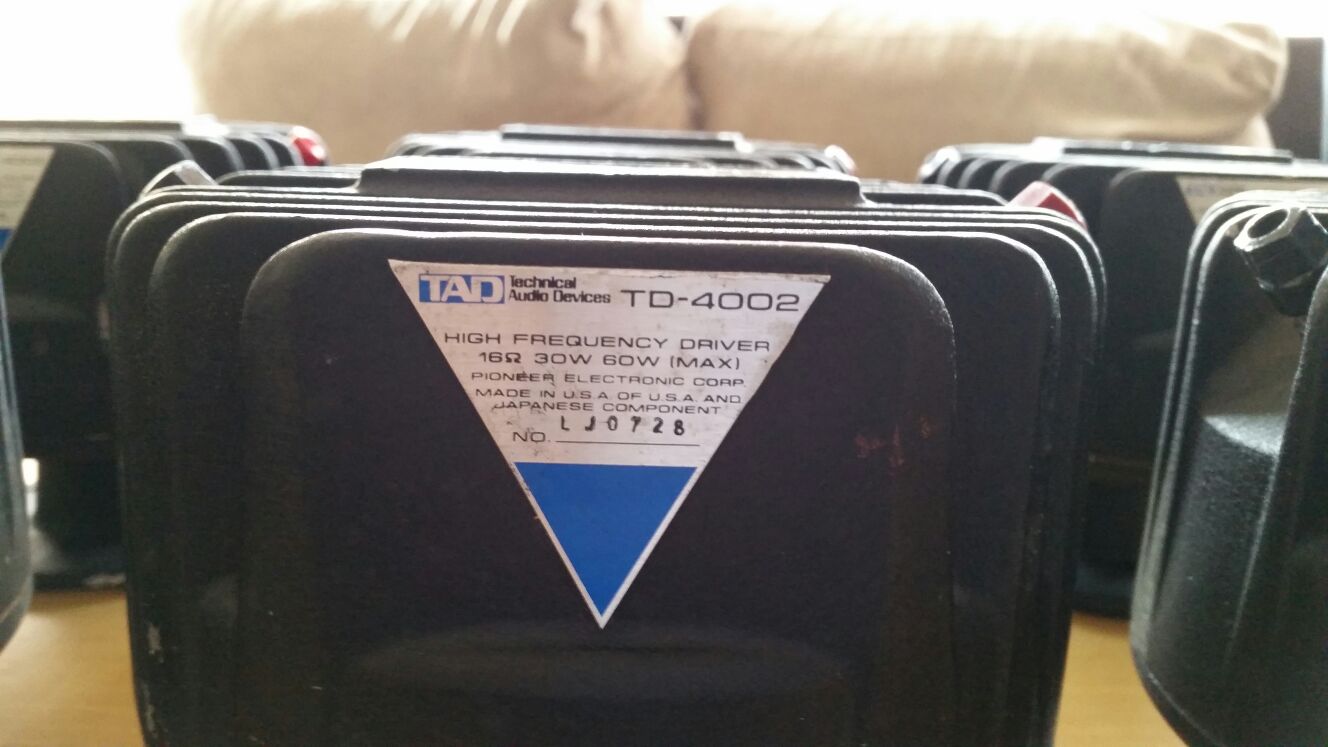 TAD Technical Audio Devices TD-4002
HIGH FREQUENCY DRIVER
16Ω 30W 60W (MAX)
PIONEER ELECTRONIC CORP.
MADE IN U.S.A. OF U.S.A. AND
JAPANESE COMPONENT
NO. LJ0728